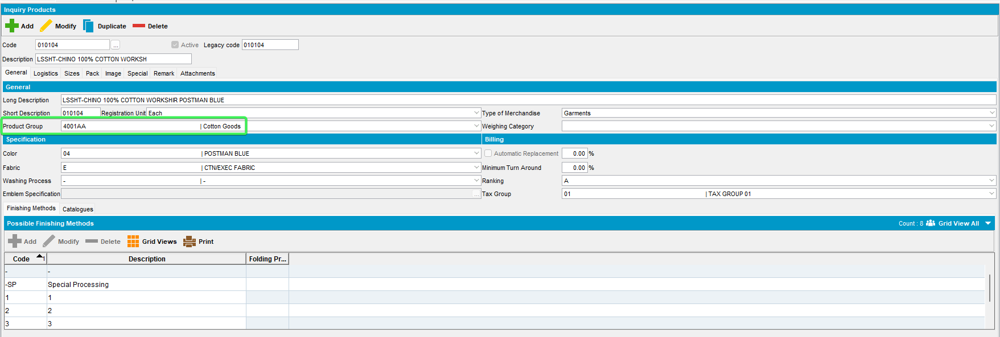 Inquiry Products
Add Modify Duplicate Delete
Code 010104 ... Active Legacy code 010104
Description LSSHT-CHINO 100% COTTON WORKSH
General Logistics Sizes Pack Image Special Remark Attachments
General
Long Description LSSHT-CHINO 100% COTTON WORKSHIR POSTMAN BLUE
Short Description 010104 Registration Unit Each Type of Merchandise Garments
Product Group 4001AA | Cotton Goods Weighing Category
Specification Billing
Color 04 | POSTMAN BLUE Automatic Replacement 0.00 %
Fabric E | CTN/EXEC FABRIC Minimum Turn Around 0.00 %
Washing Process - | - Ranking A
Emblem Specification ... Tax Group 01 | TAX GROUP 01
Finishing Methods Catalogues
Possible Finishing Methods Count : 8 Grid View All
Add Modify Delete Grid Views Print
Code 1 Description Folding Pr...
- -
-SP Special Processing
1 1
2 2
3 3